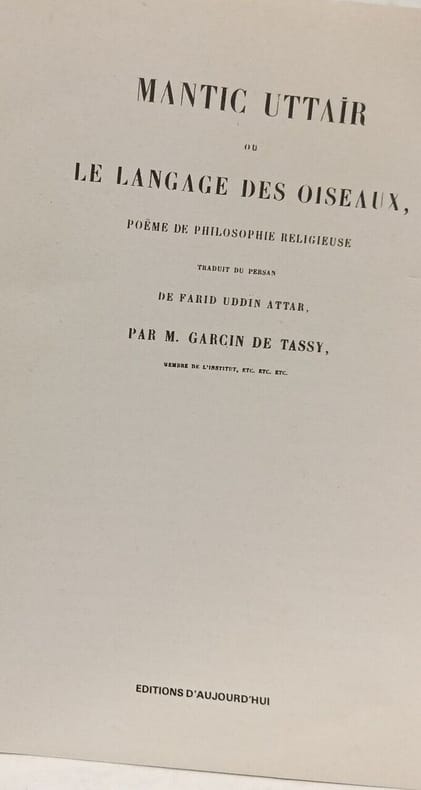 MANTIC UTTAÏR
OU
LE LANGAGE DES OISEAUX,
POËME DE PHILOSOPHIE RELIGIEUSE
TRADUIT DU PERSAN
DE FARID UDDIN ATTAR,
PAR M. GARCIN DE TASSY,
MEMBRE DE L'INSTITUT, ETC. ETC. ETC.
EDITIONS D'AUJOURD'HUI